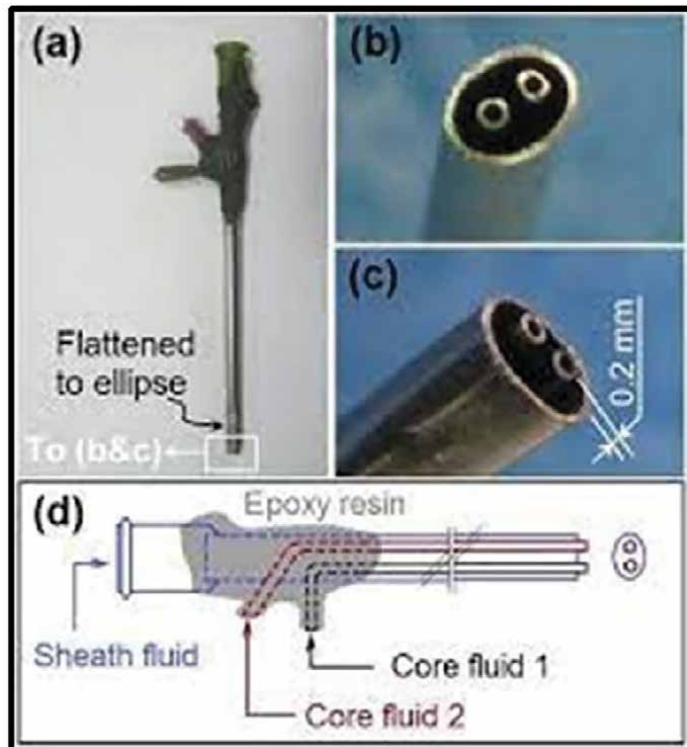 (a)
Flattened
to ellipse
To (b&c)
(b)
(c)
0.2 mm
(d)
Epoxy resin
Sheath fluid
Core fluid 1
Core fluid 2